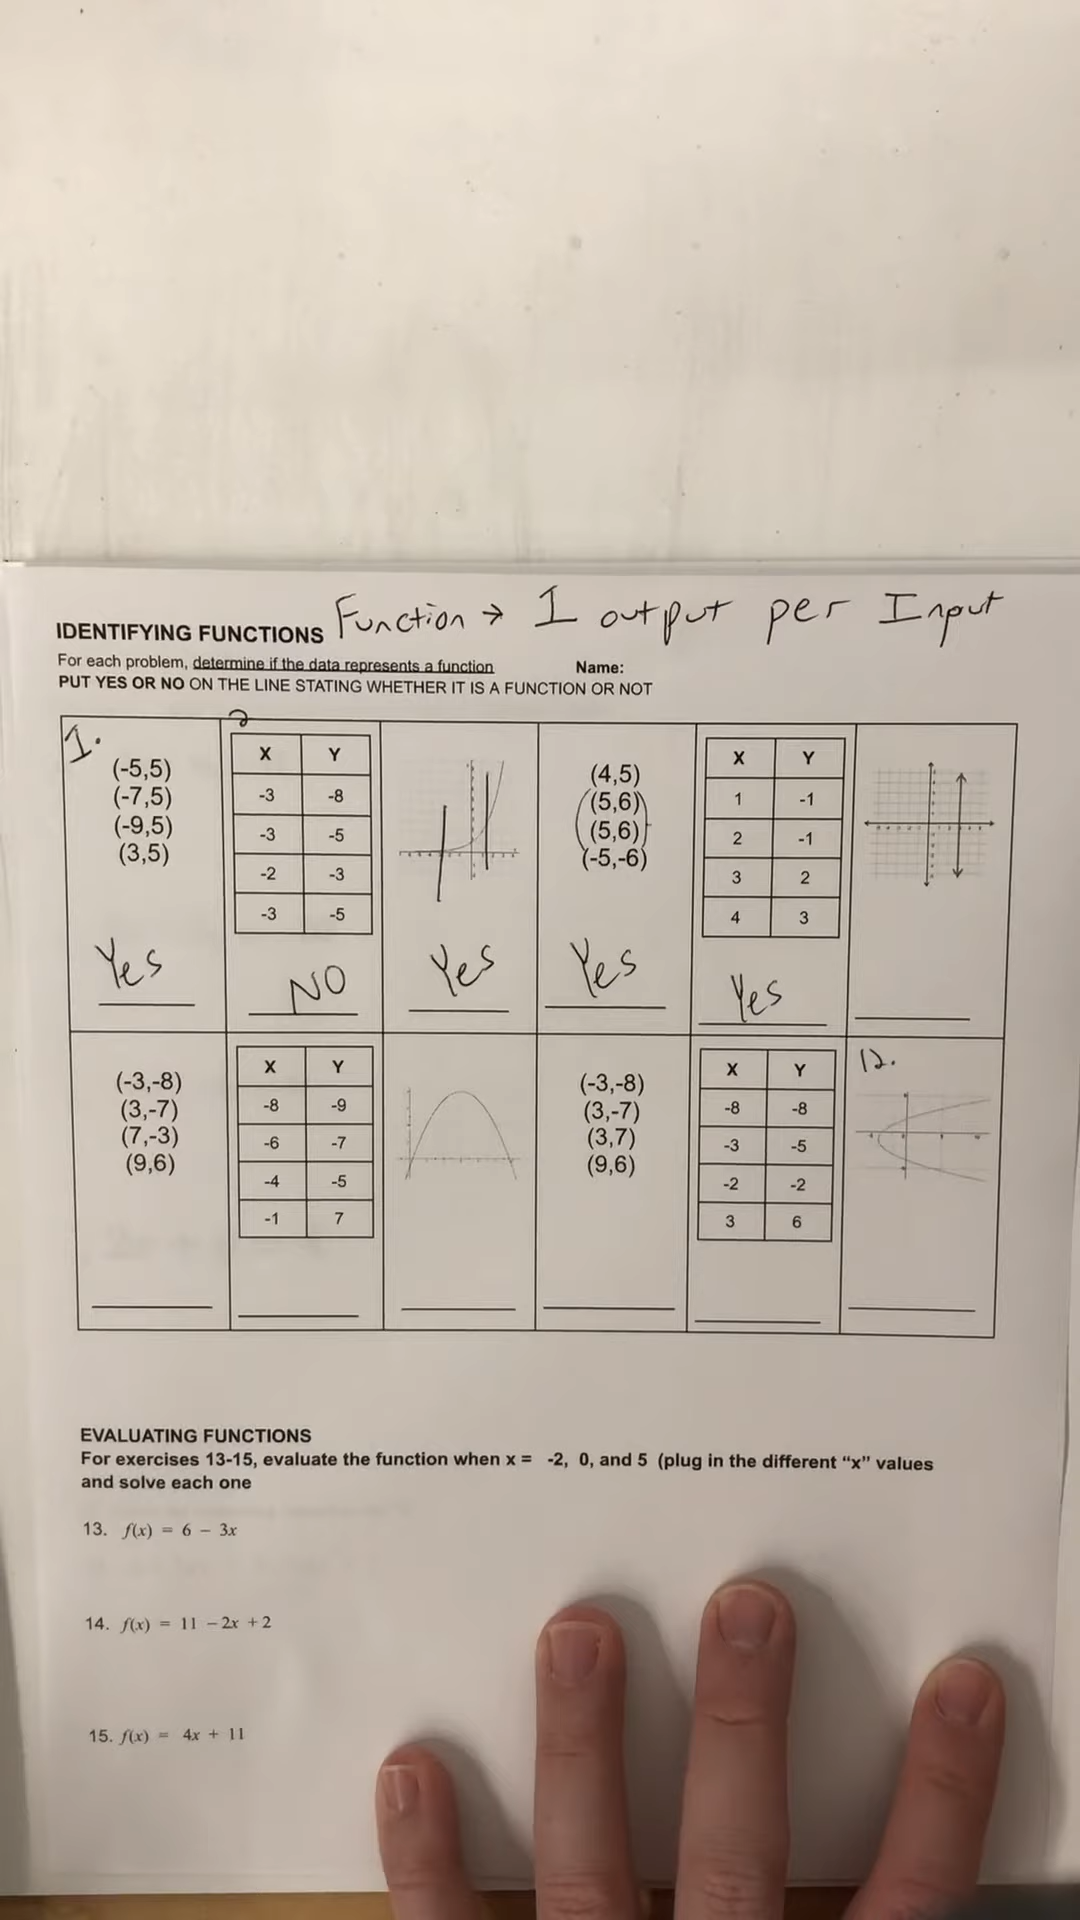 Function → 1 output per Input
IDENTIFYING FUNCTIONS
For each problem, determine if the data represents a function Name:
PUT YES OR NO ON THE LINE STATING WHETHER IT IS A FUNCTION OR NOT
1.
(-5,5)
(-7,5)
(-9,5)
(3,5)
Yes
2
X Y
-3 -8
-3 -5
-2 -3
-3 -5
NO
Yes
(4,5)
(5,6)
(5,6)
(-5,-6)
Yes
X Y
1 -1
2 -1
3 2
4 3
Yes
(-3,-8)
(3,-7)
(7,-3)
(9,6)
X Y
-8 -9
-6 -7
-4 -5
-1 7
(-3,-8)
(3,-7)
(3,7)
(9,6)
X Y
-8 -8
-3 -5
-2 -2
3 6
12.
EVALUATING FUNCTIONS
For exercises 13-15, evaluate the function when x = -2, 0, and 5 (plug in the different “x” values
and solve each one
13. f(x) = 6 − 3x
14. f(x) = 11 − 2x + 2
15. f(x) = 4x + 11